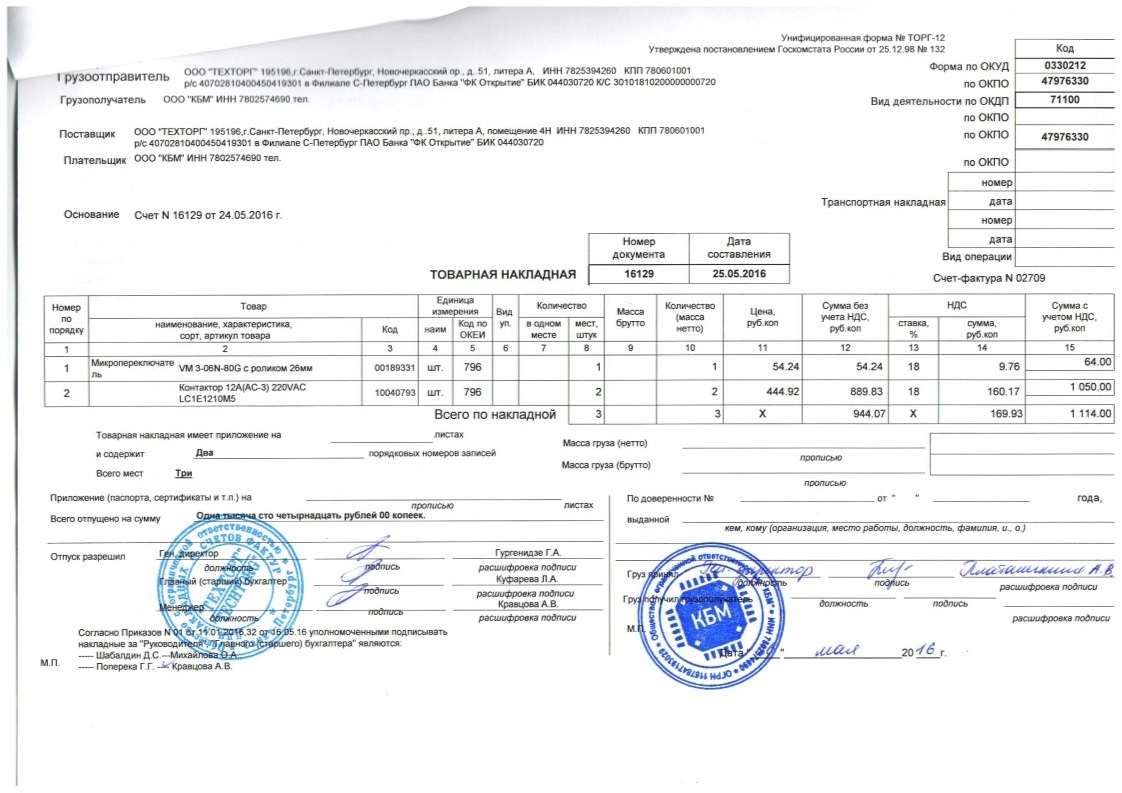 Унифицированная форма № ТОРГ-12
Утверждена постановлением Госкомстата России от 25.12.98 № 132
Код
Форма по ОКУД 0330212
Грузоотправитель ООО "ТЕХТОРГ" 195196,г.Санкт-Петербург, Новочеркасский пр., д..51, литера А, ИНН 7825394260 КПП 780601001
р/с 40702810400450419301 в Филиале С-Петербург ПАО Банка "ФК Открытие" БИК 044030720 К/С 30101810200000000720
по ОКПО 47976330
Грузополучатель ООО "КБМ" ИНН 7802574690 тел.
Вид деятельности по ОКДП 71100
по ОКПО
Поставщик ООО "ТЕХТОРГ" 195196,г.Санкт-Петербург, Новочеркасский пр., д..51, литера А, помещение 4Н ИНН 7825394260 КПП 780601001
р/с 40702810400450419301 в Филиале С-Петербург ПАО Банка "ФК Открытие" БИК 044030720
по ОКПО 47976330
Плательщик ООО "КБМ" ИНН 7802574690 тел.
по ОКПО
номер
Транспортная накладная дата
Основание Счет N 16129 от 24.05.2016 г.
номер
дата
Вид операции
Номер документа Дата составления
ТОВАРНАЯ НАКЛАДНАЯ 16129 25.05.2016
Счет-фактура N 02709
Номер по порядку Товар Единица измерения Вид уп. Количество Масса брутто Количество (масса нетто) Цена, руб.коп Сумма без учета НДС, руб.коп НДС Сумма с учетом НДС, руб.коп
наименование, характеристика, сорт, артикул товара Код наим Код по ОКЕИ в одном месте мест, штук ставка, % сумма, руб.коп
1 2 3 4 5 6 7 8 9 10 11 12 13 14 15
1 Микропереключатель VM 3-06N-80G с роликом 26мм 00189331 шт. 796 1 1 54.24 54.24 18 9.76 64.00
2 Контактор 12А(АС-3) 220VAC LC1E1210M5 10040793 шт. 796 2 2 444.92 889.83 18 160.17 1 050.00
Всего по накладной 3 3 X 944.07 X 169.93 1 114.00
Товарная накладная имеет приложение на листах
Масса груза (нетто)
прописью
и содержит Два порядковых номеров записей
Масса груза (брутто)
прописью
Всего мест Три
Приложение (паспорта, сертификаты и т.п.) на листах
прописью
По доверенности № от " " года,
Всего отпущено на сумму Одна тысяча сто четырнадцать рублей 00 копеек.
выданной
кем, кому (организация, место работы, должность, фамилия, и., о.)
Отпуск разрешил Ген. директор Гургенидзе Г.А.
должность подпись расшифровка подписи
Главный (старший) бухгалтер Куфарева Л.А.
подпись расшифровка подписи
Менеджер Кравцова А.В.
должность подпись расшифровка подписи
Груз принял Ген. директор А.В.
должность подпись расшифровка подписи
Груз получил грузополучатель
должность подпись расшифровка подписи
М.П.
Дата " " мая 2016 г.
Согласно Приказов N 01 от 11.01.2016,32 от 16.05.16 уполномоченными подписывать
накладные за "Руководителя", "Главного (старшего) бухгалтера" являются:
----- Шабалдин Д.С.---Михайлова О.А.
М.П. ----- Поперека Г.Г. --- Кравцова А.В.
КБМ
ИНН 7802574690
ОГРН 1167847193029